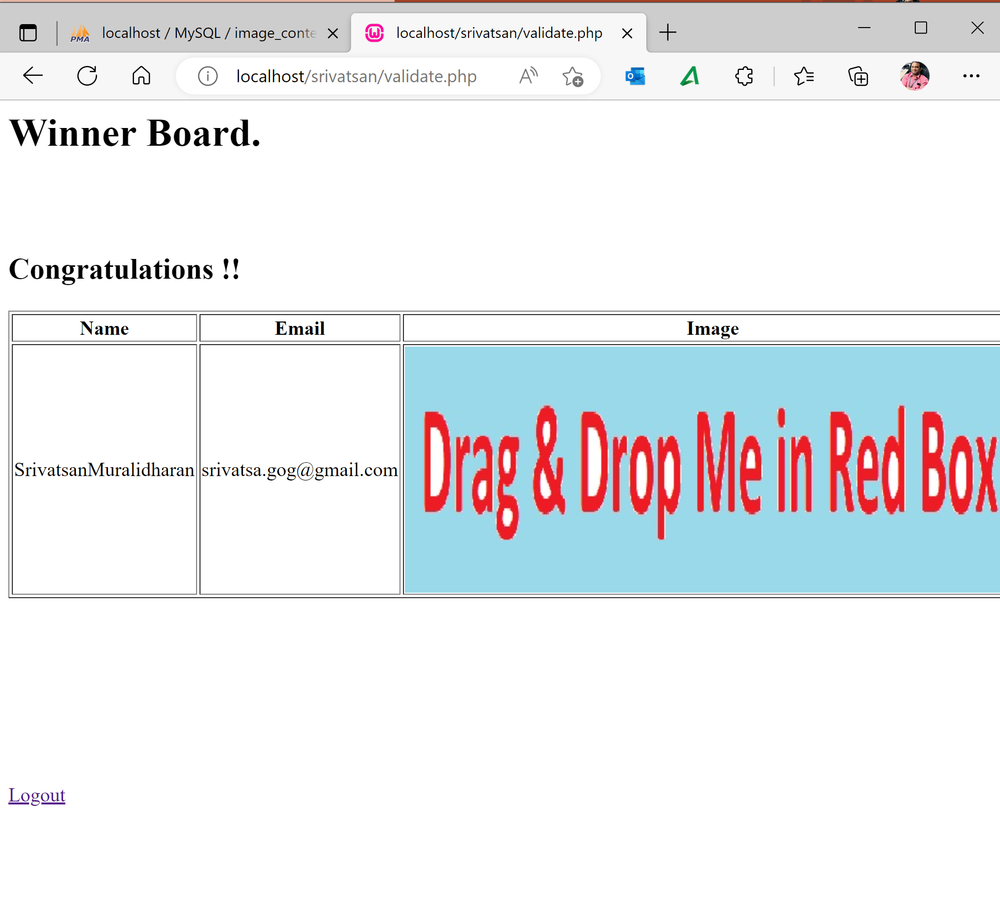 localhost / MySQL / image_conte
localhost/srivatsan/validate.php
localhost/srivatsan/validate.php
Winner Board.
Congratulations !!
Name Email Image
SrivatsanMuralidharan srivatsa.gog@gmail.com Drag & Drop Me in Red Box
Logout